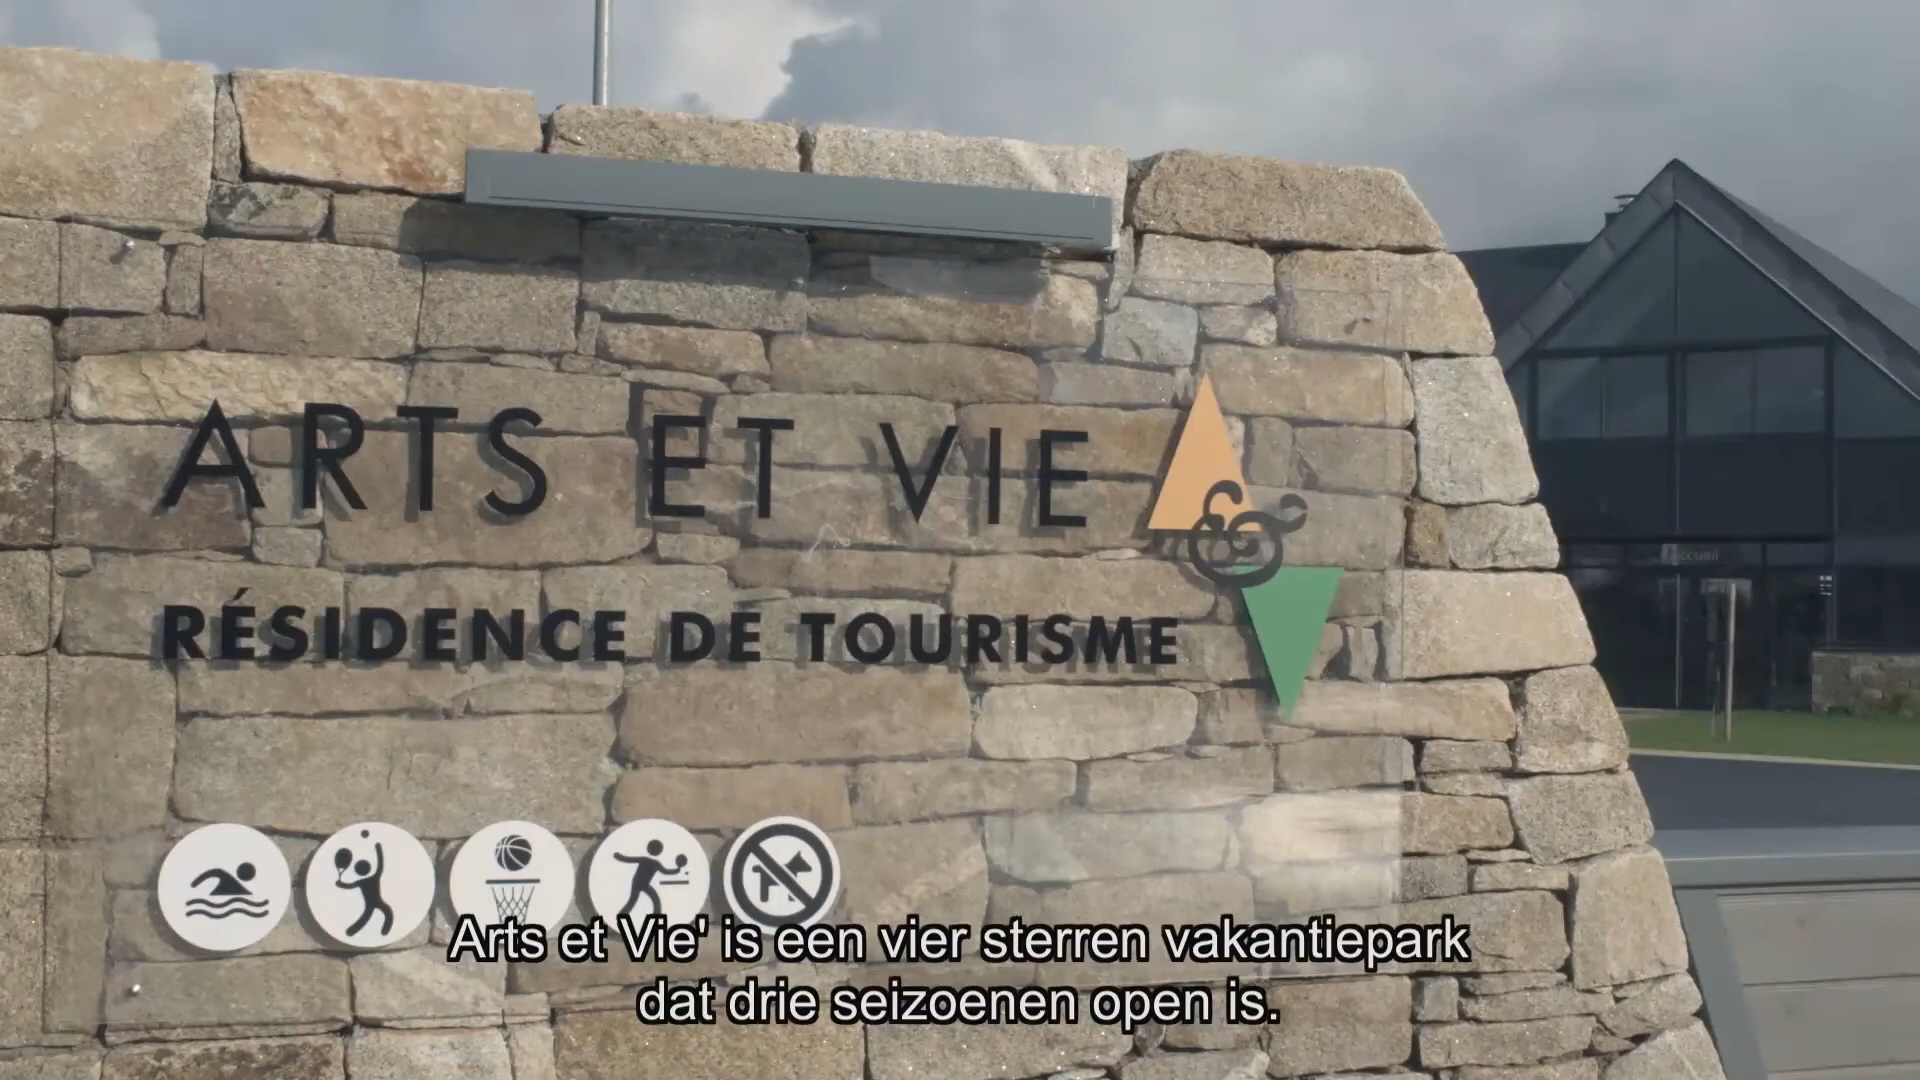 ARTS ET VIE
&
RÉSIDENCE DE TOURISME
accueil
Arts et Vie' is een vier sterren vakantiepark
dat drie seizoenen open is.